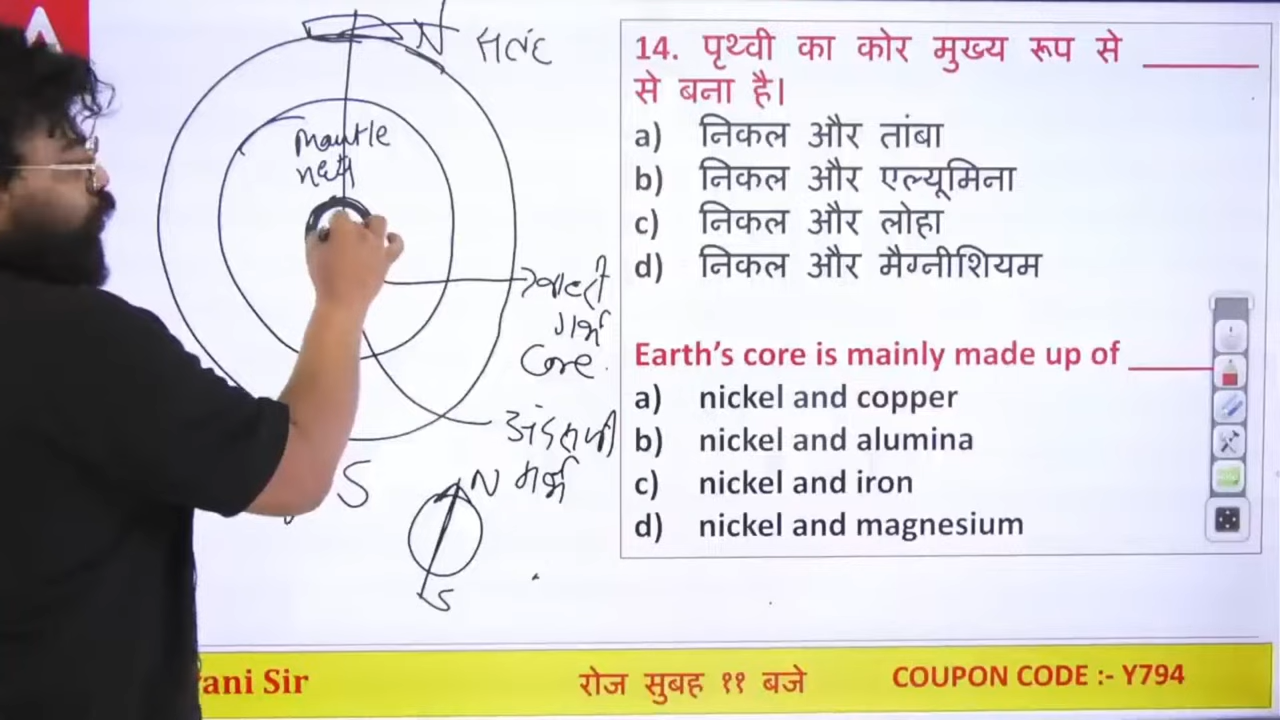 N
सतह
mantle
core
S
N
S
14. पृथ्वी का कोर मुख्य रूप से ______
से बना है।
a) निकल और तांबा
b) निकल और एल्यूमिना
c) निकल और लोहा
d) निकल और मैग्नीशियम
Earth's core is mainly made up of ______
a) nickel and copper
b) nickel and alumina
c) nickel and iron
d) nickel and magnesium
ani Sir
रोज सुबह ११ बजे
COUPON CODE :- Y794